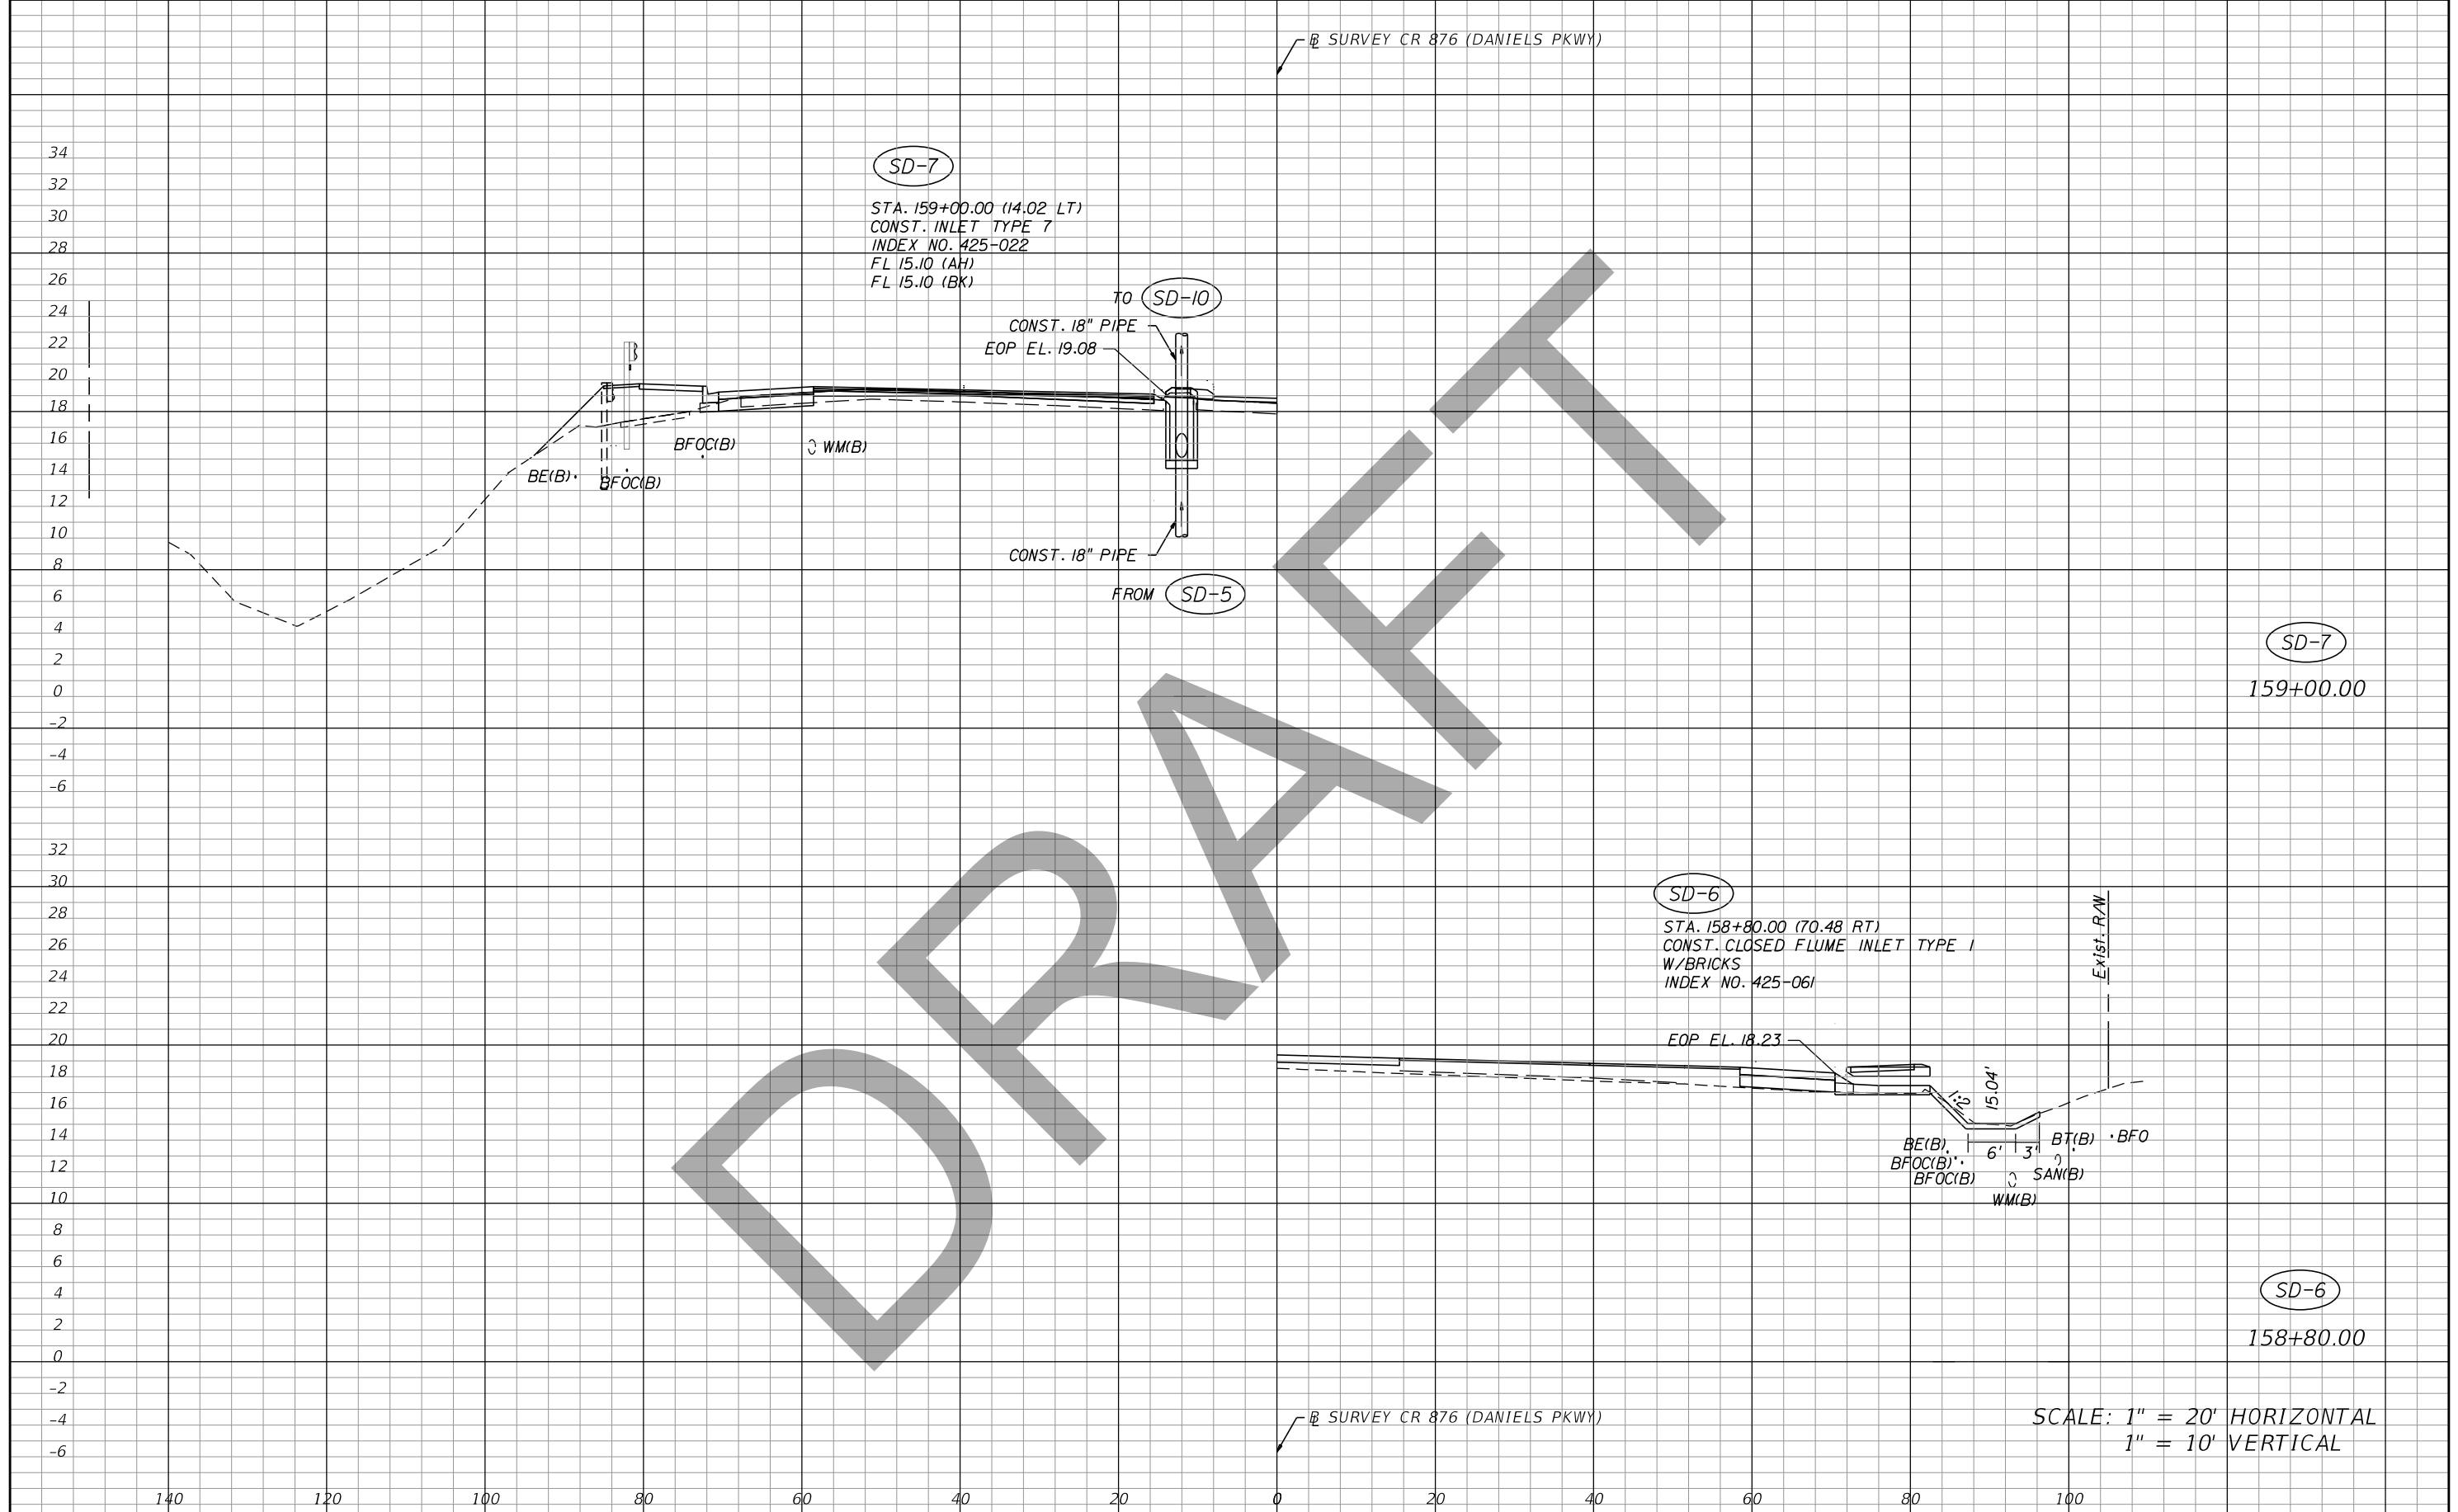 ℄ SURVEY CR 876 (DANIELS PKWY)
SD-7
STA. 159+00.00 (14.02 LT)
CONST. INLET TYPE 7
INDEX NO. 425-022
FL 15.10 (AH)
FL 15.10 (BK)
TO SD-10
CONST. 18" PIPE
EOP EL. 19.08
BFOC(B)
WM(B)
BE(B)
BFOC(B)
CONST. 18" PIPE
FROM SD-5
34
32
30
28
26
24
22
20
18
16
14
12
10
8
6
4
2
0
-2
-4
-6
SD-7
159+00.00
DRAFT
SD-6
STA. 158+80.00 (70.48 RT)
CONST. CLOSED FLUME INLET TYPE 1
W/BRICKS
INDEX NO. 425-061
Exist. R/W
EOP EL. 18.23
1:2
15.04'
BE(B)
BFOC(B)
BFOC(B)
6'
3'
BT(B)
BFO
SAN(B)
WM(B)
32
30
28
26
24
22
20
18
16
14
12
10
8
6
4
2
0
-2
-4
-6
SD-6
158+80.00
℄ SURVEY CR 876 (DANIELS PKWY)
SCALE: 1" = 20' HORIZONTAL
1" = 10' VERTICAL
140 120 100 80 60 40 20 0 20 40 60 80 100